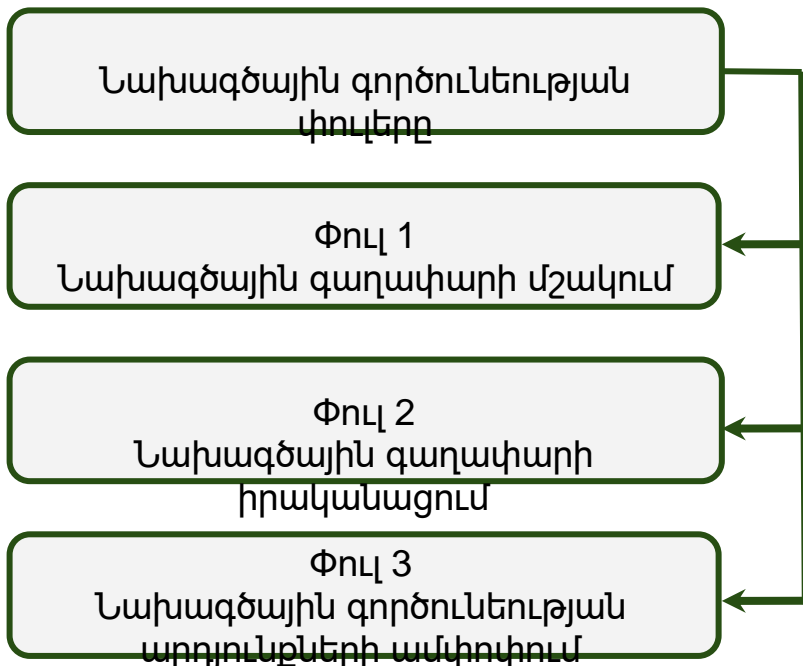 Նախագծային գործունեության
փուլերը
Փուլ 1
Նախագծային գաղափարի մշակում
Փուլ 2
Նախագծային գաղափարի
իրականացում
Փուլ 3
Նախագծային գործունեության
արդյունքների ամփոփում